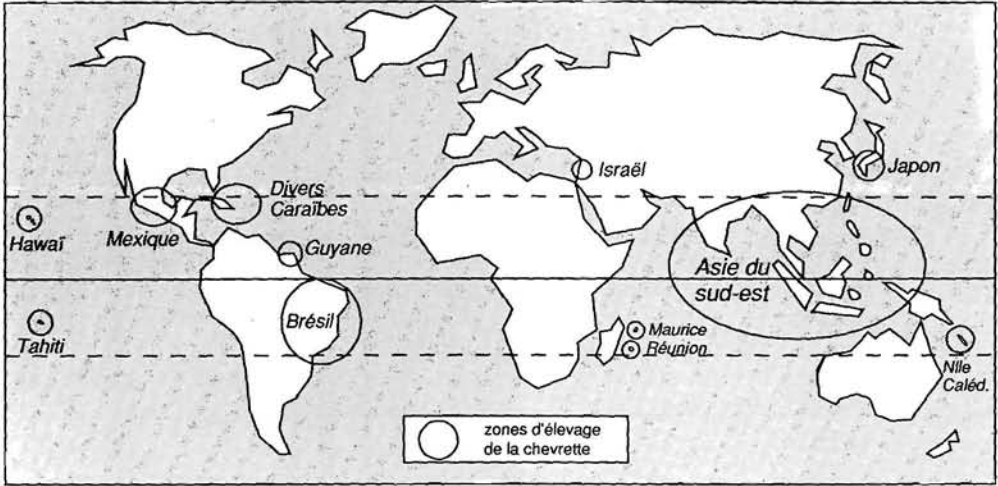 Israël
Japon
Divers
Caraïbes
Hawaï
Mexique
Guyane
Asie du
sud-est
Brésil
Tahiti
Maurice
Réunion
Nlle
Caléd.
zones d'élevage
de la chevrette